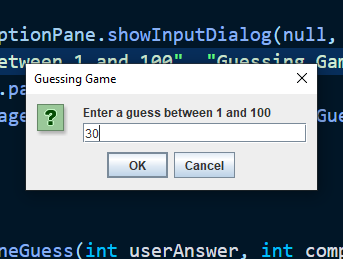 ptionPane.showInputDialog(null,
etween 1 and 100" "Guessing Gam
Guessing Game
.pa
Enter a guess between 1 and 100
age
Gu
30
OK Cancel
neGuess(int userAnswer, int comp